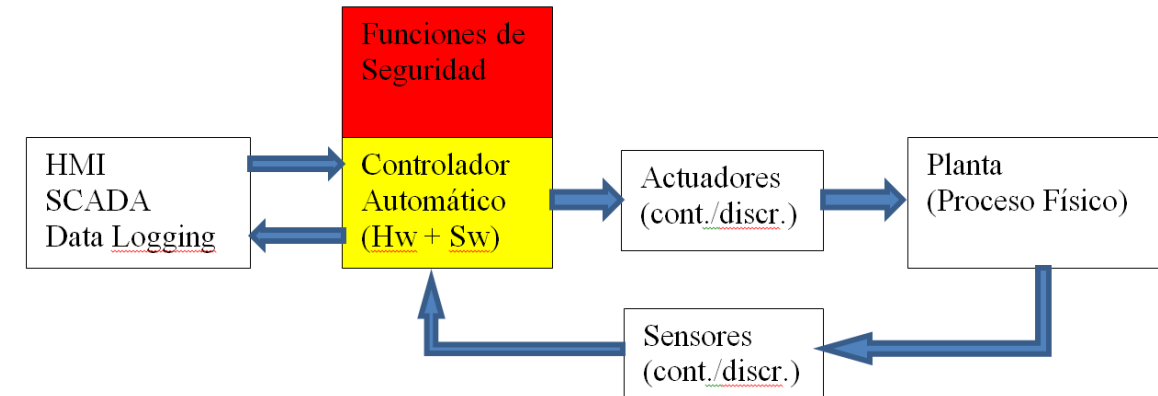 Funciones de
Seguridad
HMI
SCADA
Data Logging
Controlador
Automático
(Hw + Sw)
Actuadores
(cont./discr.)
Planta
(Proceso Físico)
Sensores
(cont./discr.)